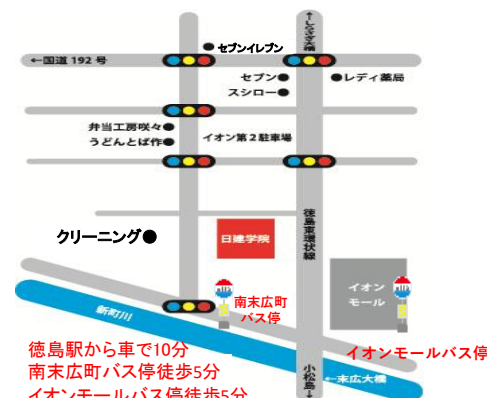 ←しらさぎ大橋
●セブンイレブン
←国道192号
セブン●
●レディ薬局
スシロー●
弁当工房咲々●
うどんとば作●
イオン第2駐車場
徳島東環状線
クリーニング●
日建学院
イオン
モール
南末広町
バス停
新町川
イオンモールバス停
徳島駅から車で10分
南末広町バス停徒歩5分
イオンモールバス停徒歩5分
←末広大橋
小松島→